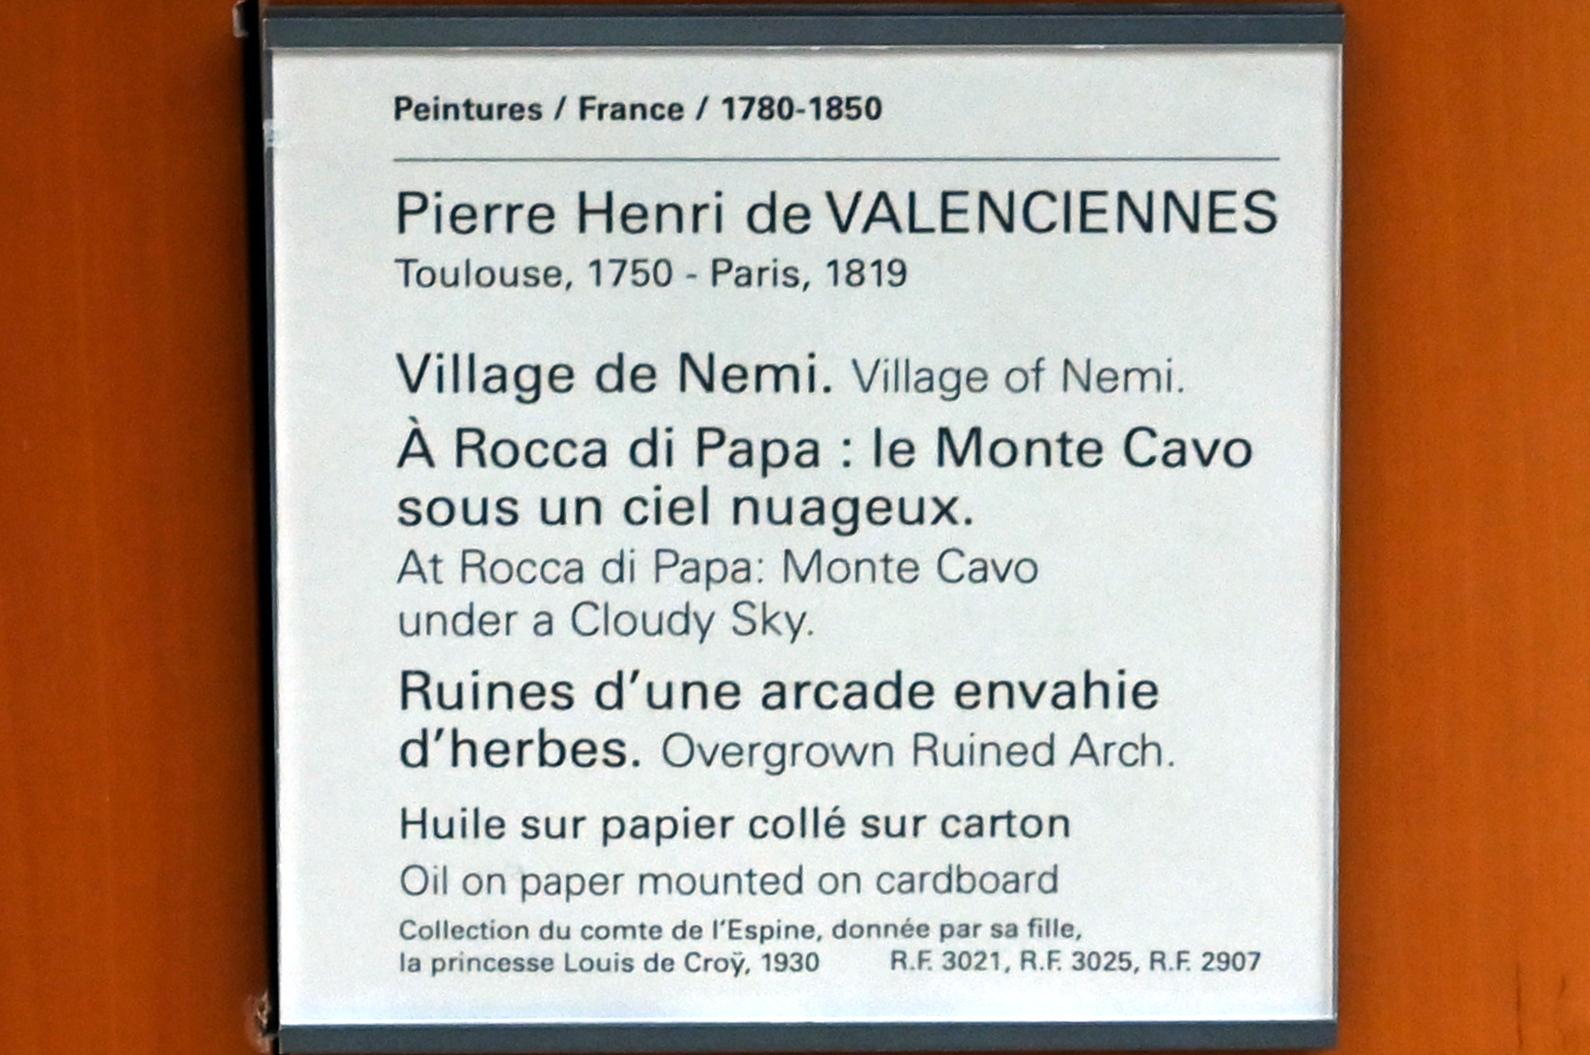 Peintures / France / 1780-1850
Pierre Henri de VALENCIENNES
Toulouse, 1750 - Paris, 1819
Village de Nemi. Village of Nemi.
À Rocca di Papa : le Monte Cavo
sous un ciel nuageux.
At Rocca di Papa: Monte Cavo
under a Cloudy Sky.
Ruines d’une arcade envahie
d’herbes. Overgrown Ruined Arch.
Huile sur papier collé sur carton
Oil on paper mounted on cardboard
Collection du comte de l’Espine, donnée par sa fille,
la princesse Louis de Croÿ, 1930 R.F. 3021, R.F. 3025, R.F. 2907